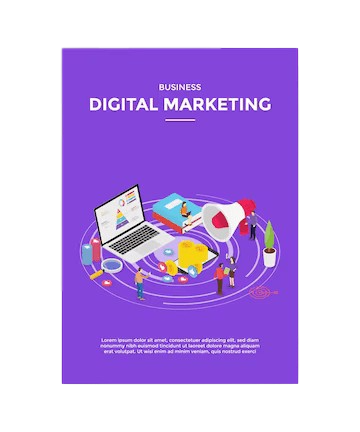 BUSINESS
DIGITAL MARKETING
Lorem ipsum dolor sit amet, consectetuer adipiscing elit, sed diam
nonummy nibh euismod tincidunt ut laoreet dolore magna aliquam
erat volutpat. Ut wisi enim ad minim veniam, quis nostrud exerci